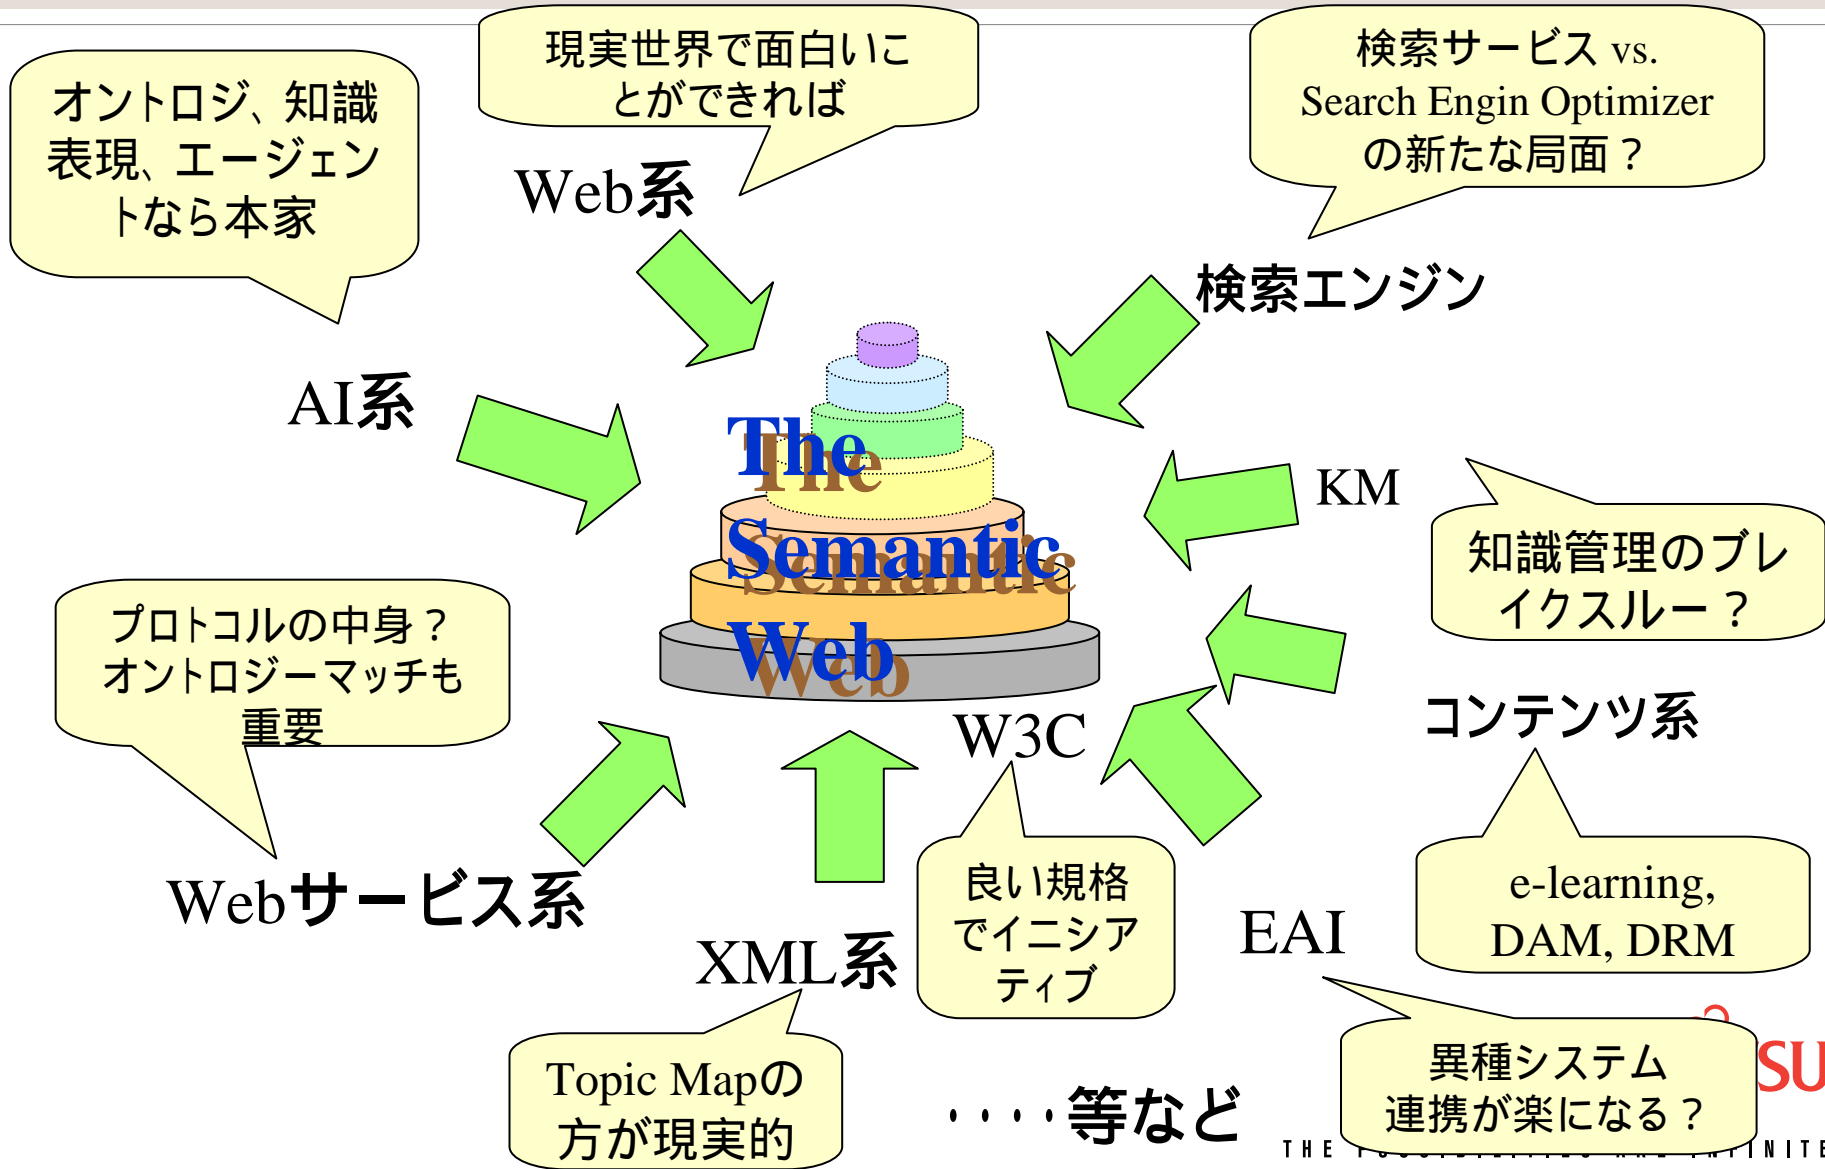 現実世界で面白いこ
とができれば
検索サービス vs.
Search Engin Optimizer
の新たな局面？
オントロジ、知識
表現、エージェン
トなら本家
Web系
検索エンジン
AI系
The
Semantic
Web
KM
知識管理のブレ
イクスルー？
プロトコルの中身？
オントロジーマッチも
重要
W3C
コンテンツ系
Webサービス系
XML系
良い規格
でイニシア
ティブ
EAI
e-learning,
DAM, DRM
Topic Mapの
方が現実的
・・・・等など
異種システム
連携が楽になる？
SU
THE